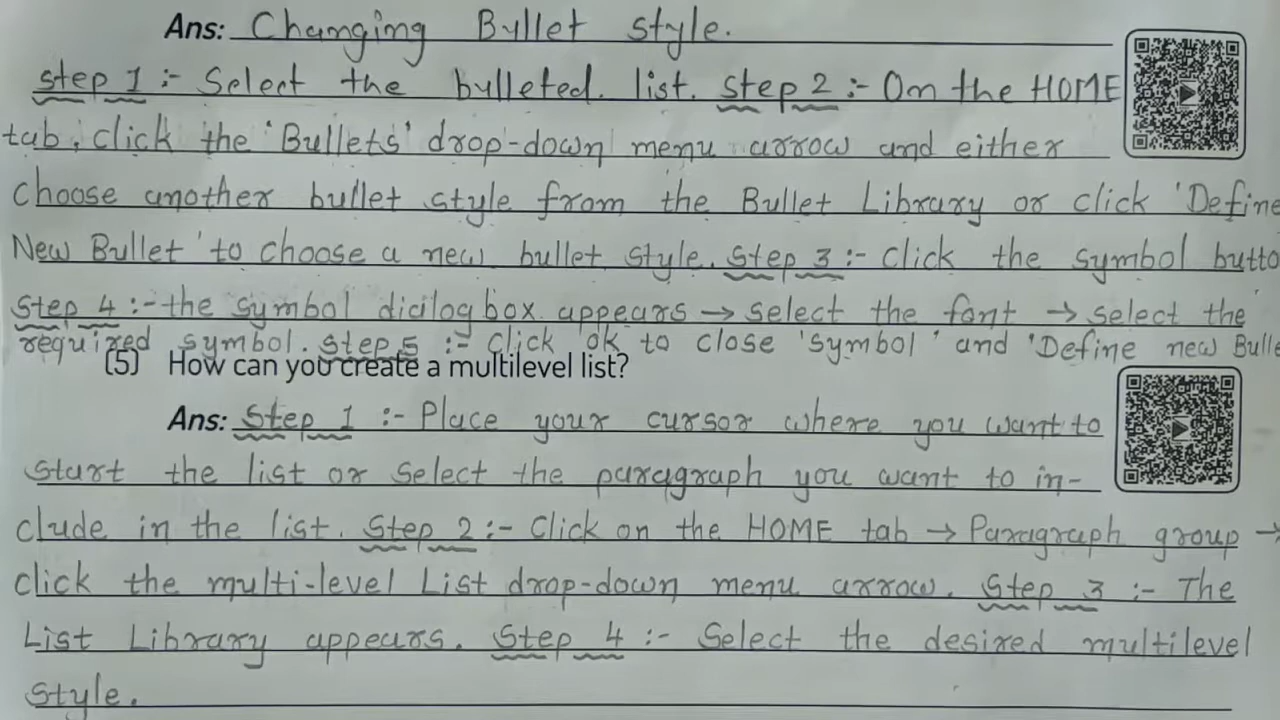 Ans: Changing Bullet style.
step 1 :- Select the bulleted. list. step 2 :- On the HOME
tab, click the 'Bullets' drop-down menu arrow and either
choose another bullet style from the Bullet Library or click 'Define
New Bullet' to choose a new bullet style. Step 3 :- Click the symbol butto
Step 4 :- the symbol dicilog box appears → select the font → select the
required symbol. step 5 :- Click ok to close 'symbol' and 'Define new Bulle
(5) How can you create a multilevel list?
Ans: Step 1 :- Place your cursor where you want to
start the list or select the paragraph you want to in-
clude in the list. Step 2 :- Click on the HOME tab → Paragraph group →
click the multi-level List drop-down menu arrow. Step 3 :- The
List Library appears. Step 4 :- Select the desired multilevel
style.